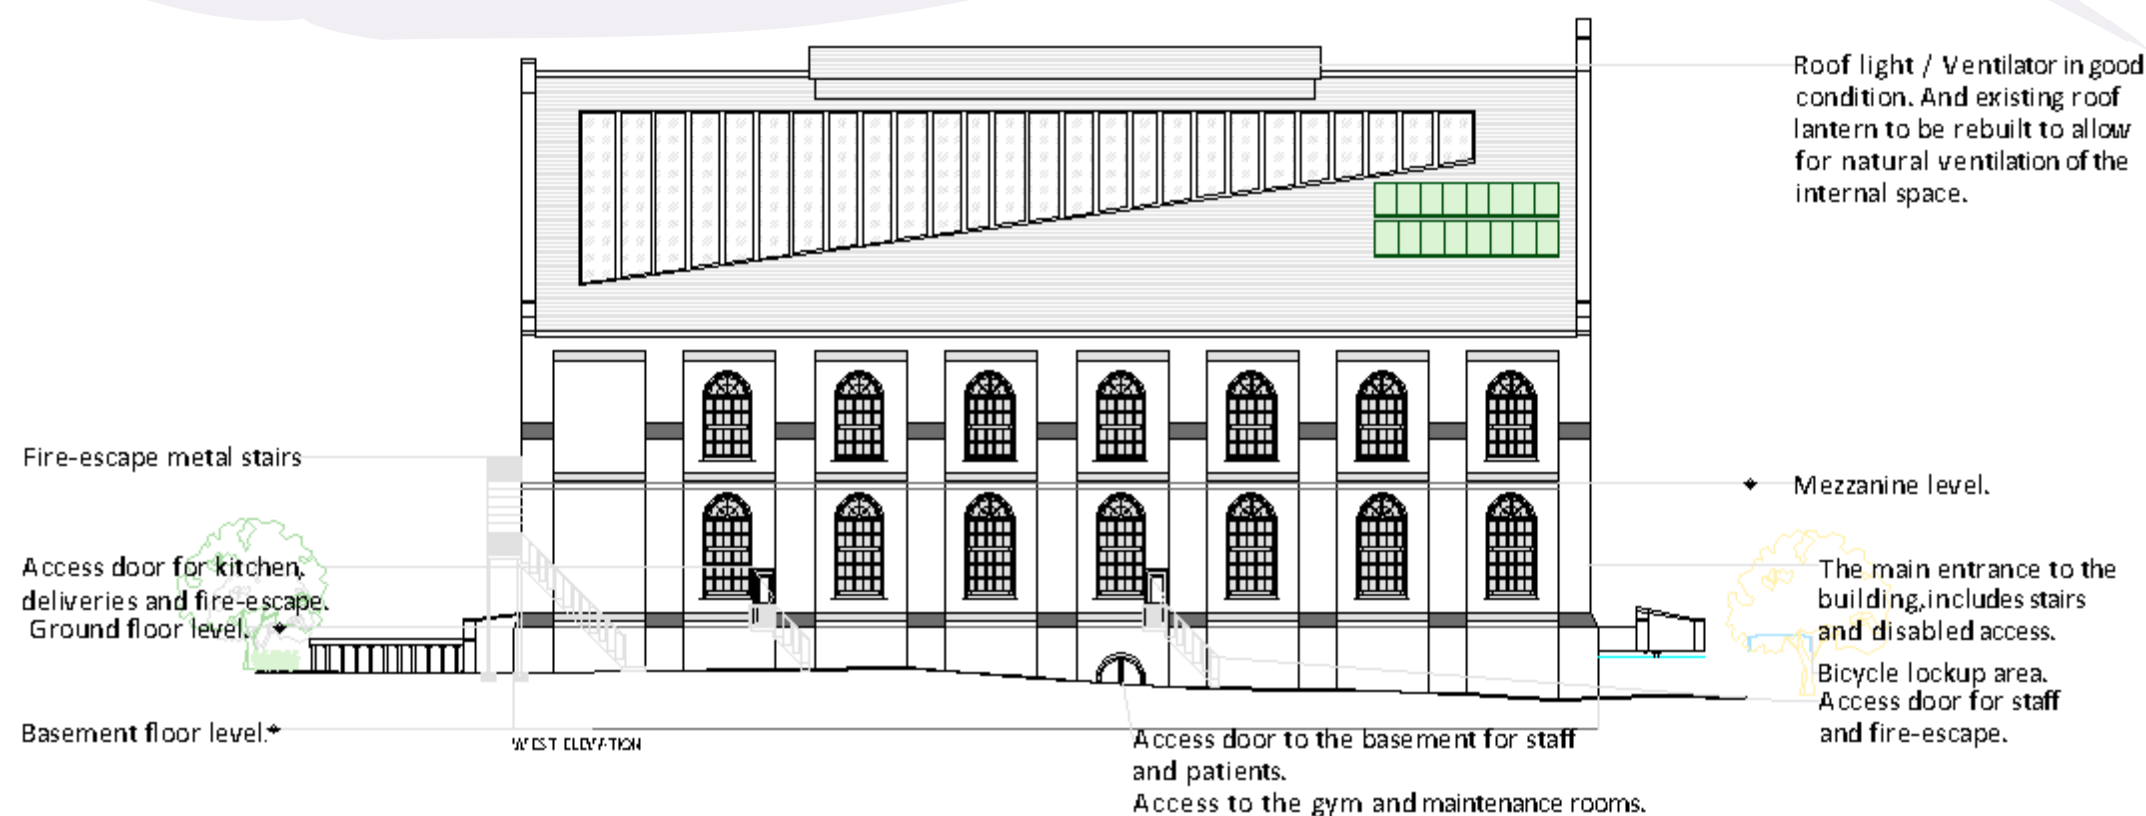 Roof light / Ventilator in good
condition. And existing roof
lantern to be rebuilt to allow
for natural ventilation of the
internal space.
Fire-escape metal stairs
Mezzanine level.
Access door for kitchen,
deliveries and fire-escape.
Ground floor level.
The main entrance to the
building,includes stairs
and disabled access.
Bicycle lockup area.
Access door for staff
and fire-escape.
Basement floor level.
WEST ELEVATION
Access door to the basement for staff
and patients.
Access to the gym and maintenance rooms.